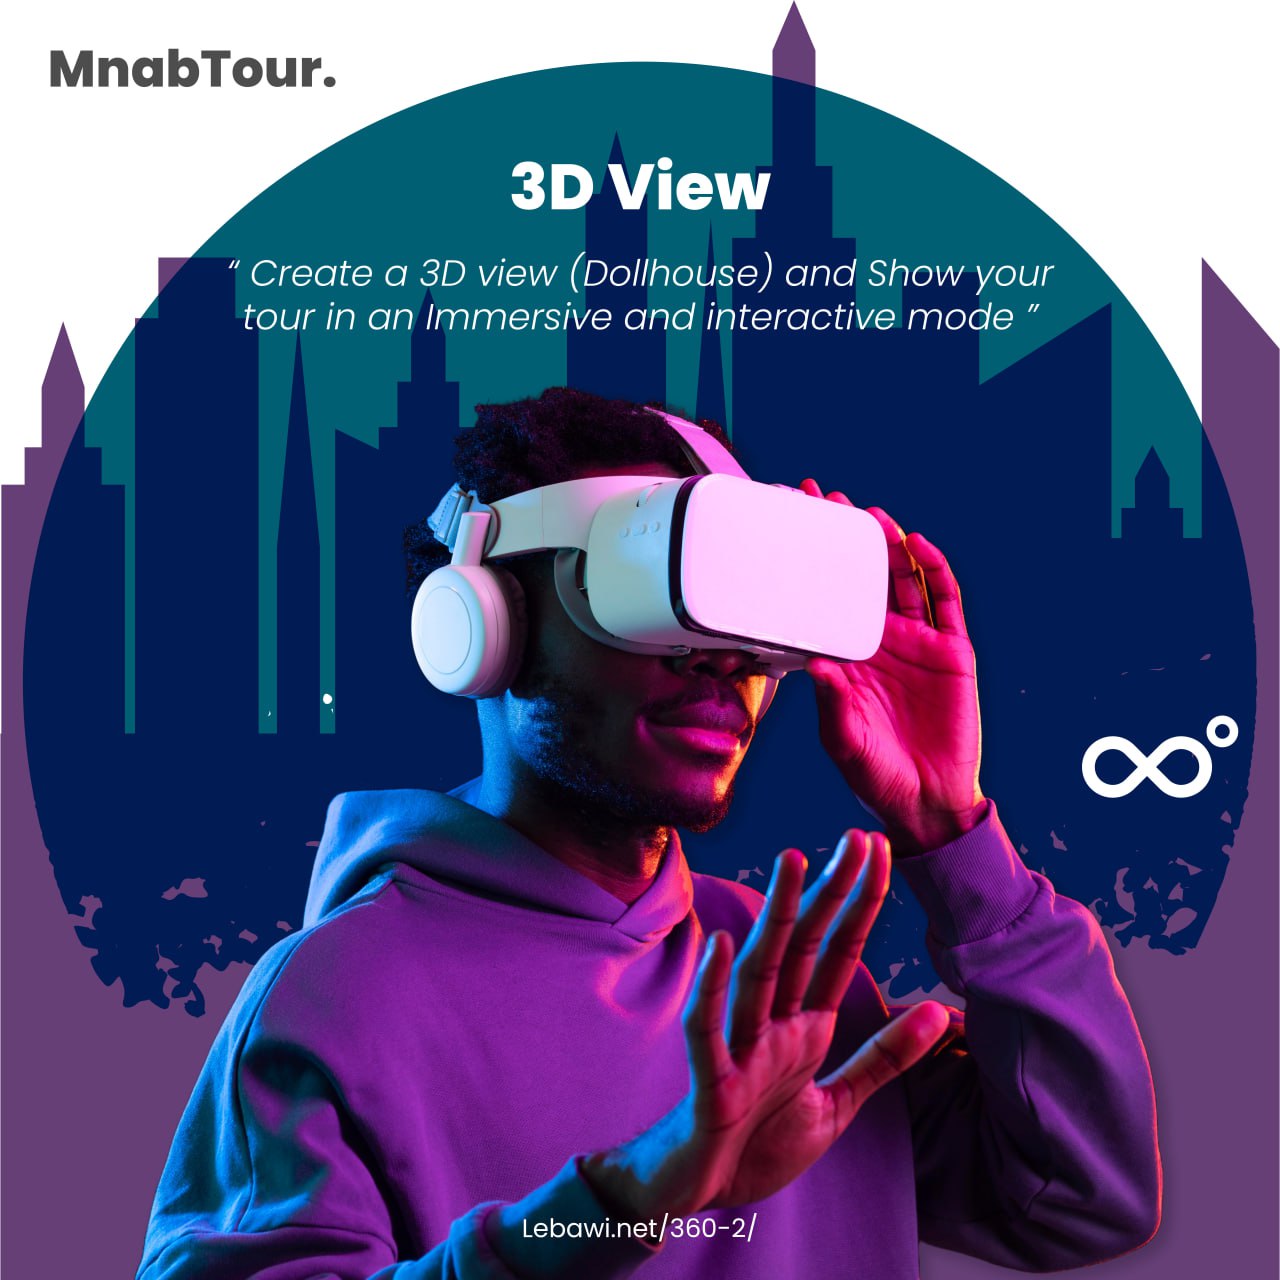 MnabTour.
3D View
“ Create a 3D view (Dollhouse) and Show your
tour in an Immersive and interactive mode ”
Lebawi.net/360-2/